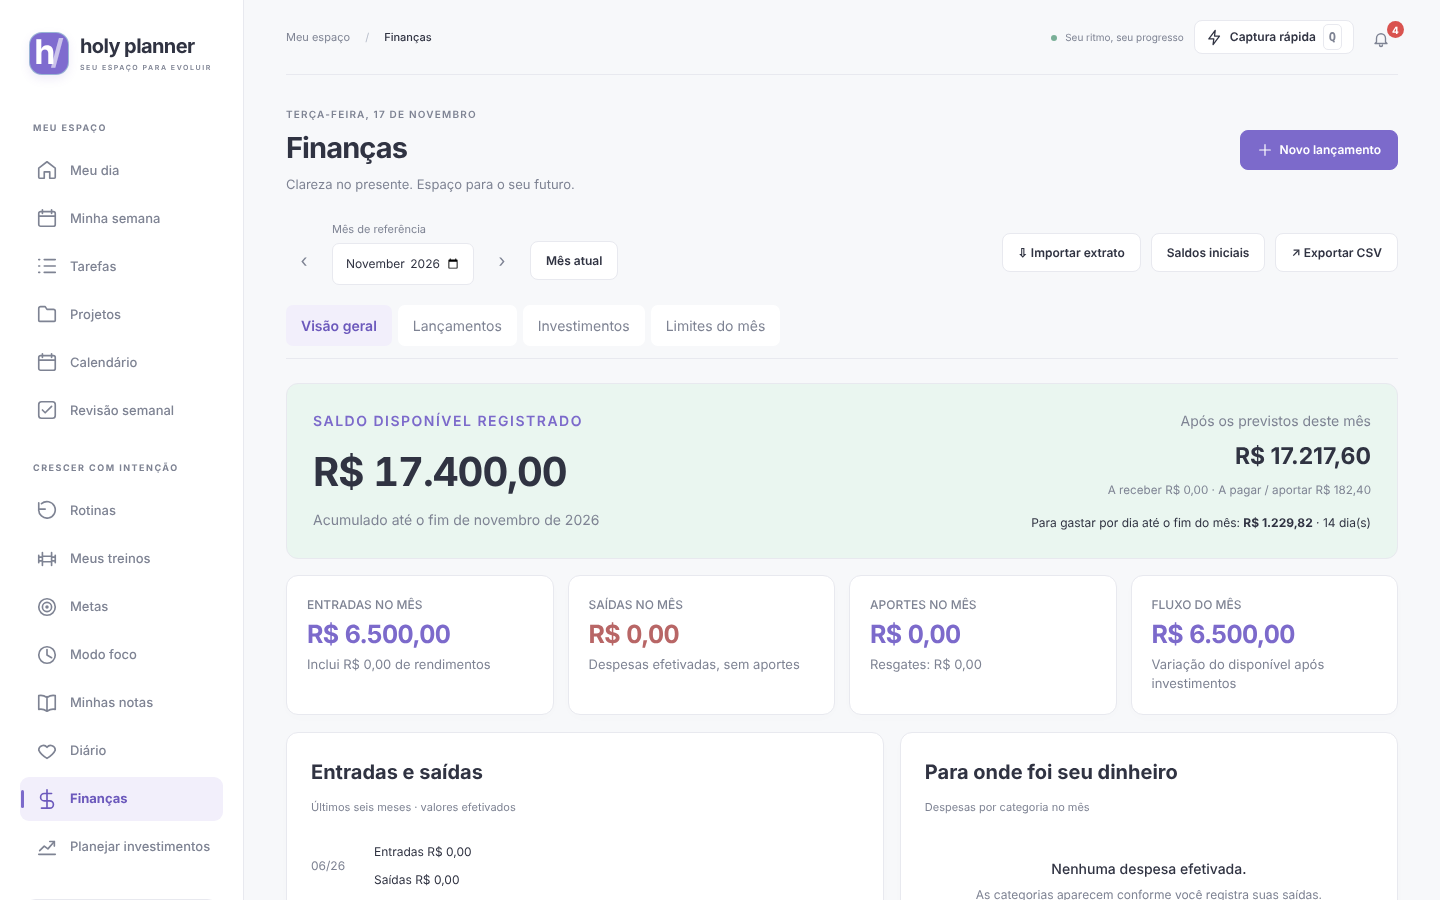 holy planner
SEU ESPAÇO PARA EVOLUIR
MEU ESPAÇO
Meu dia
Minha semana
Tarefas
Projetos
Calendário
Revisão semanal
CRESCER COM INTENÇÃO
Rotinas
Meus treinos
Metas
Modo foco
Minhas notas
Diário
Finanças
Planejar investimentos
Meu espaço / Finanças
Seu ritmo, seu progresso
Captura rápida Q
4
TERÇA-FEIRA, 17 DE NOVEMBRO
Finanças
Clareza no presente. Espaço para o seu futuro.
+ Novo lançamento
Mês de referência
‹ November 2026 ›
Mês atual
⇩ Importar extrato
Saldos iniciais
↗ Exportar CSV
Visão geral
Lançamentos
Investimentos
Limites do mês
SALDO DISPONÍVEL REGISTRADO
R$ 17.400,00
Acumulado até o fim de novembro de 2026
Após os previstos deste mês
R$ 17.217,60
A receber R$ 0,00 · A pagar / aportar R$ 182,40
Para gastar por dia até o fim do mês: R$ 1.229,82 · 14 dia(s)
ENTRADAS NO MÊS
R$ 6.500,00
Inclui R$ 0,00 de rendimentos
SAÍDAS NO MÊS
R$ 0,00
Despesas efetivadas, sem aportes
APORTES NO MÊS
R$ 0,00
Resgates: R$ 0,00
FLUXO DO MÊS
R$ 6.500,00
Variação do disponível após
investimentos
Entradas e saídas
Últimos seis meses · valores efetivados
06/26
Entradas R$ 0,00
Saídas R$ 0,00
Para onde foi seu dinheiro
Despesas por categoria no mês
Nenhuma despesa efetivada.
As categorias aparecem conforme você registra suas saídas.